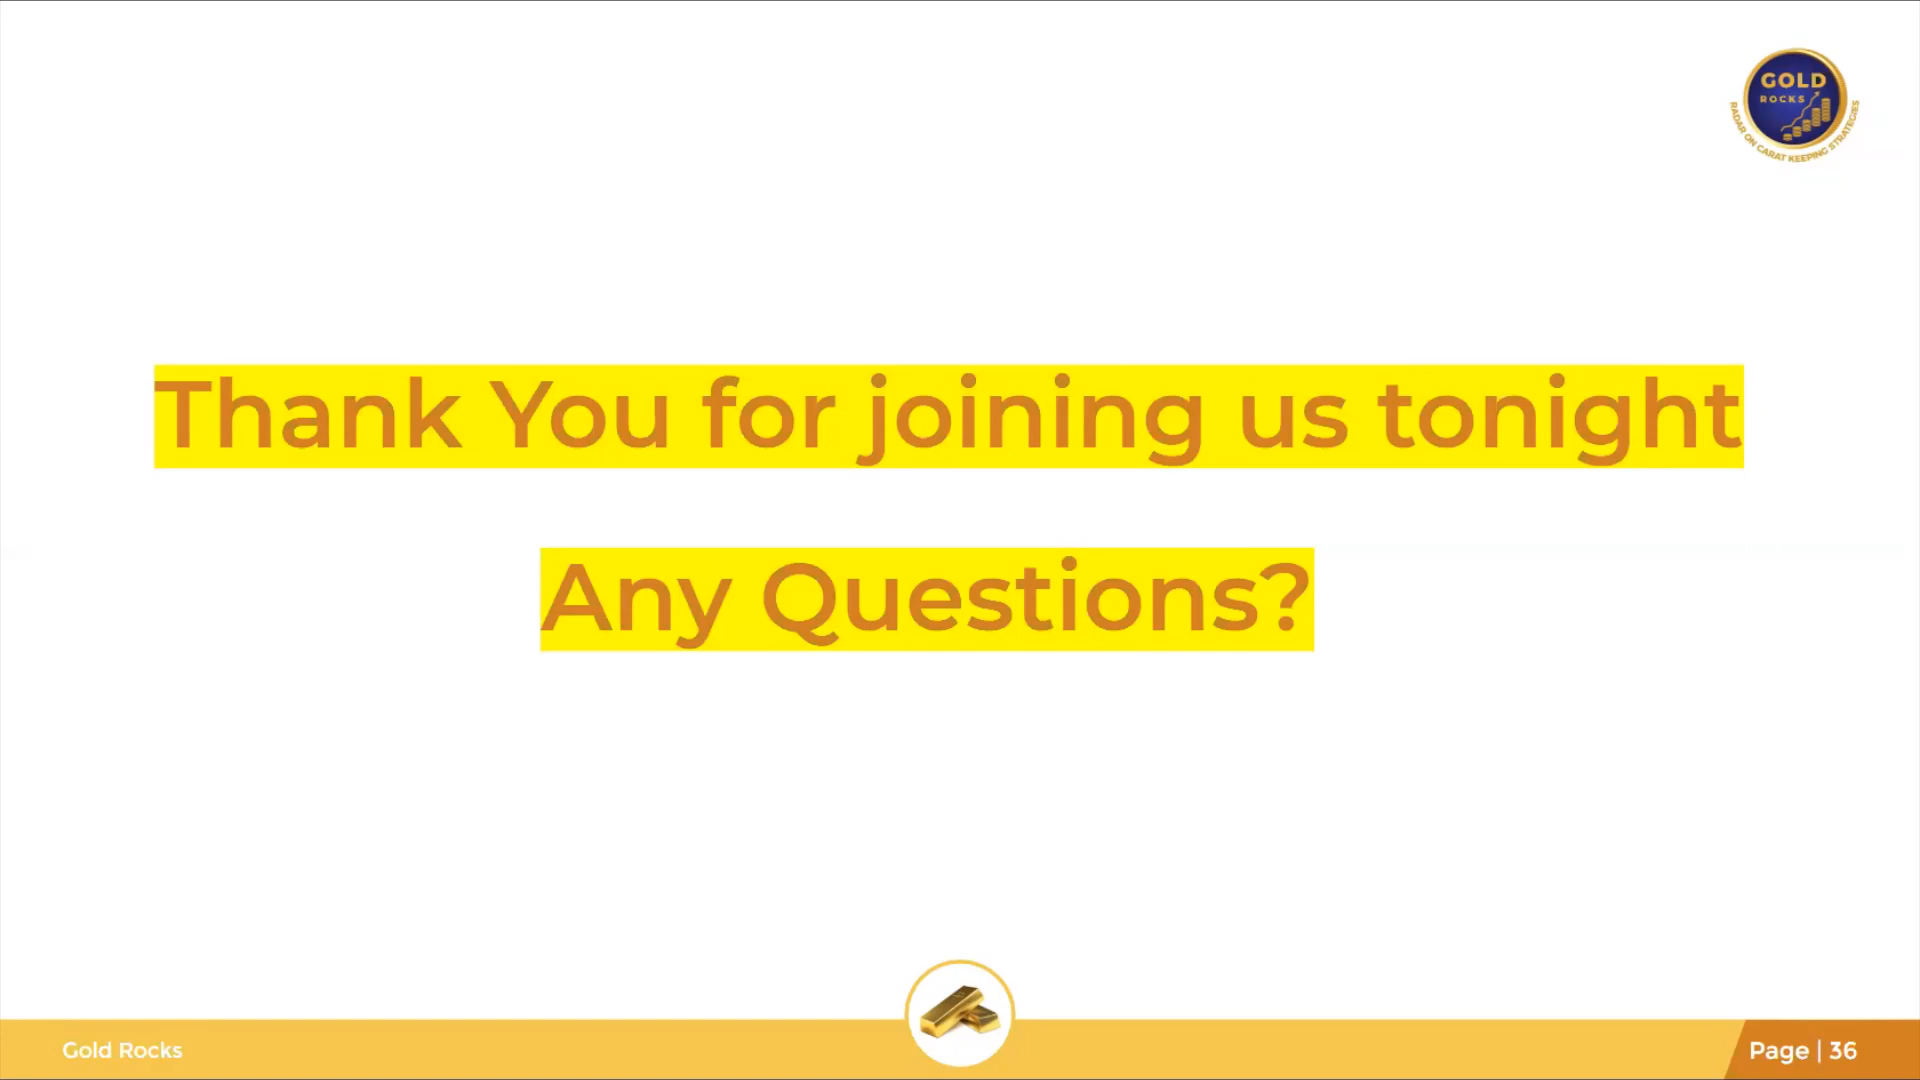 GOLD
ROCKS
RADAR ON CARAT KEEPING STRATEGIES
Thank You for joining us tonight
Any Questions?
Gold Rocks
Page | 36